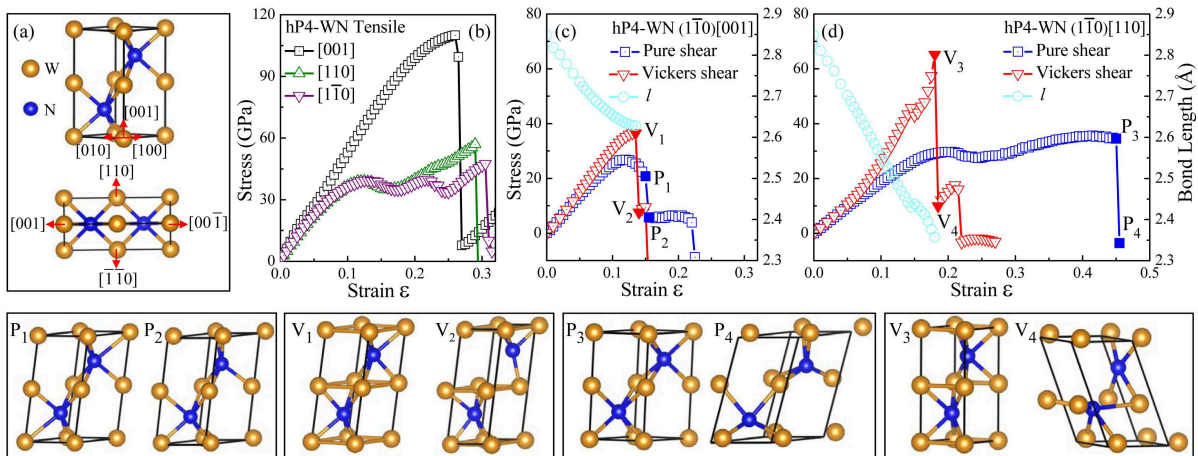 (a)
W
N
[001]
[010] [100]
[110]
[001] [001̅]
[1̅1̅0]
Stress (GPa)
120
90
60
30
0
hP4-WN Tensile (b)
[001]
[110]
[11̅0]
0.0 0.1 0.2 0.3
Strain ε
Stress (GPa)
80
60
40
20
0
(c) hP4-WN (11̅0)[001]
Pure shear
Vickers shear
l
V1
P1
V2
P2
2.9
2.8
2.7
2.6
2.5
2.4
2.3
0.0 0.1 0.2
Strain ε
80
60
40
20
0
(d) hP4-WN (11̅0)[110]
Pure shear
Vickers shear
l
V3
P3
V4
P4
2.9
2.8
2.7
2.6
2.5
2.4
2.3
Bond Length (Å)
0.0 0.1 0.2 0.3 0.4 0.5
Strain ε
P1 P2
V1 V2
P3 P4
V3 V4